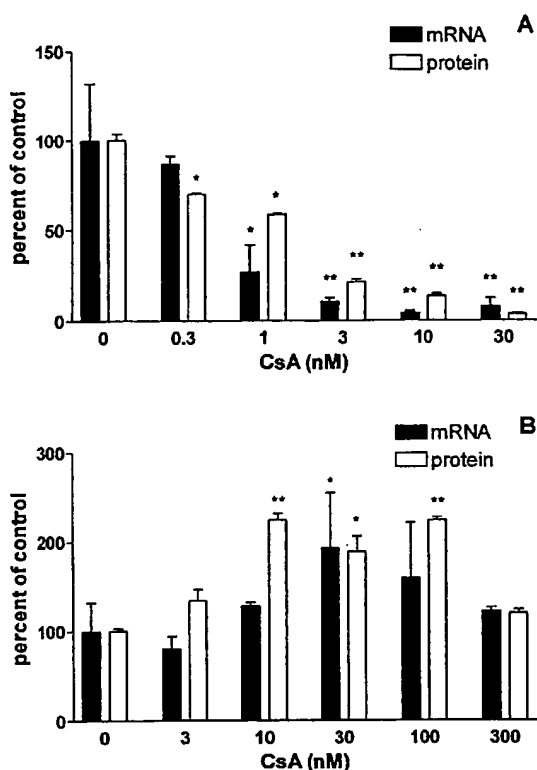 A
mRNA
protein
percent of control
150
100
50
0
*
*
*
**
**
**
**
**
**
0 0.3 1 3 10 30
CsA (nM)
B
mRNA
protein
percent of control
300
200
100
0
**
*
*
**
0 3 10 30 100 300
CsA (nM)